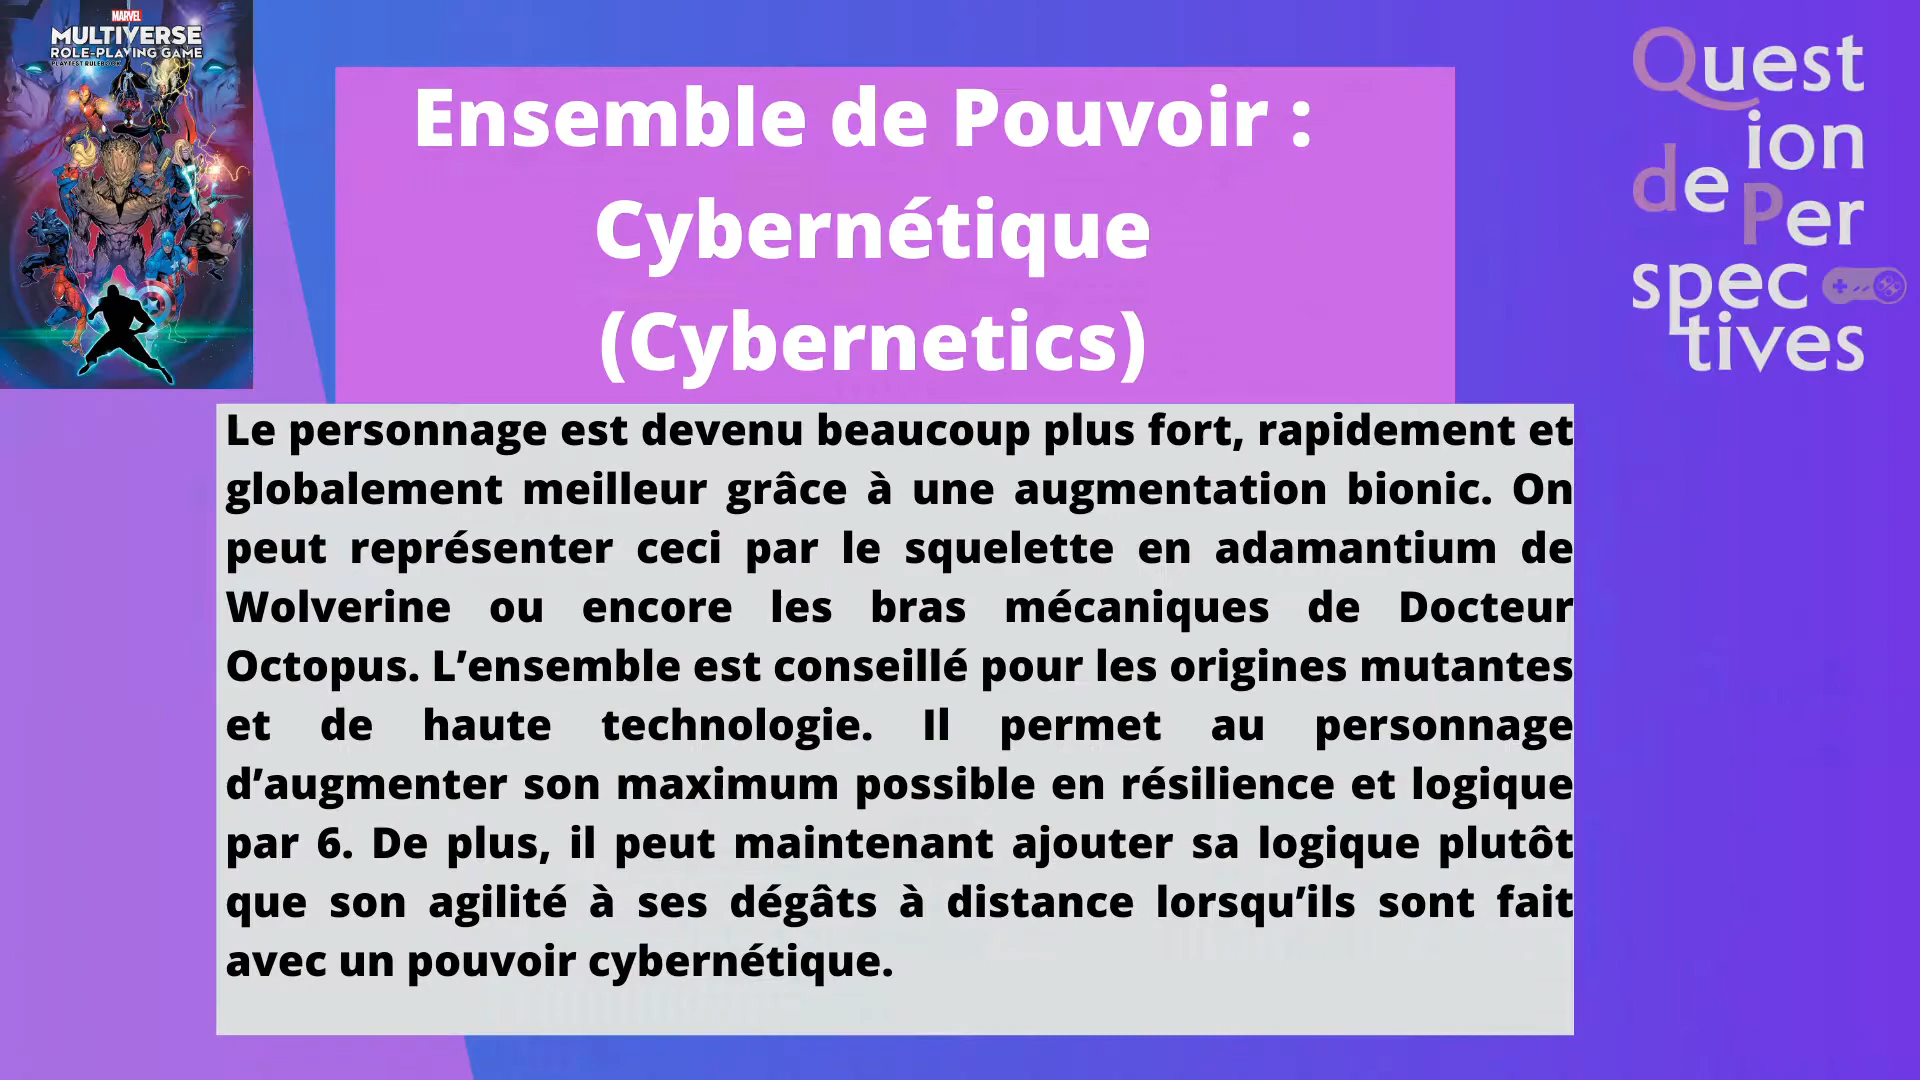 MARVEL
MULTIVERSE
ROLE-PLAYING GAME
PLAYTEST RULEBOOK
Ensemble de Pouvoir :
Cybernétique
(Cybernetics)
Quest
ion
de Per
spec
tives
Le personnage est devenu beaucoup plus fort, rapidement et
globalement meilleur grâce à une augmentation bionic. On
peut représenter ceci par le squelette en adamantium de
Wolverine ou encore les bras mécaniques de Docteur
Octopus. L’ensemble est conseillé pour les origines mutantes
et de haute technologie. Il permet au personnage
d’augmenter son maximum possible en résilience et logique
par 6. De plus, il peut maintenant ajouter sa logique plutôt
que son agilité à ses dégâts à distance lorsqu’ils sont fait
avec un pouvoir cybernétique.